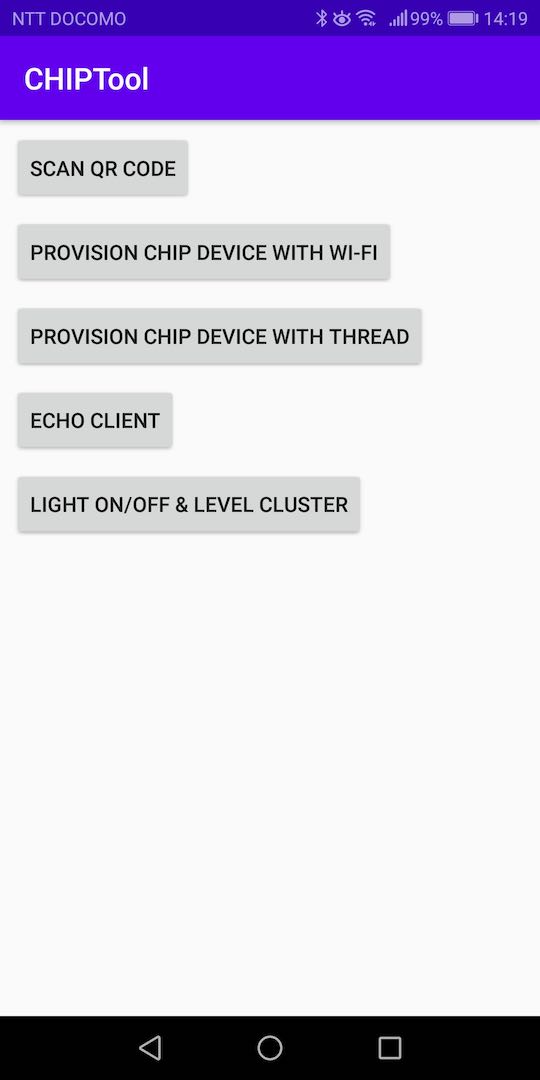 NTT DOCOMO 99% 14:19
CHIPTool
SCAN QR CODE
PROVISION CHIP DEVICE WITH WI-FI
PROVISION CHIP DEVICE WITH THREAD
ECHO CLIENT
LIGHT ON/OFF & LEVEL CLUSTER